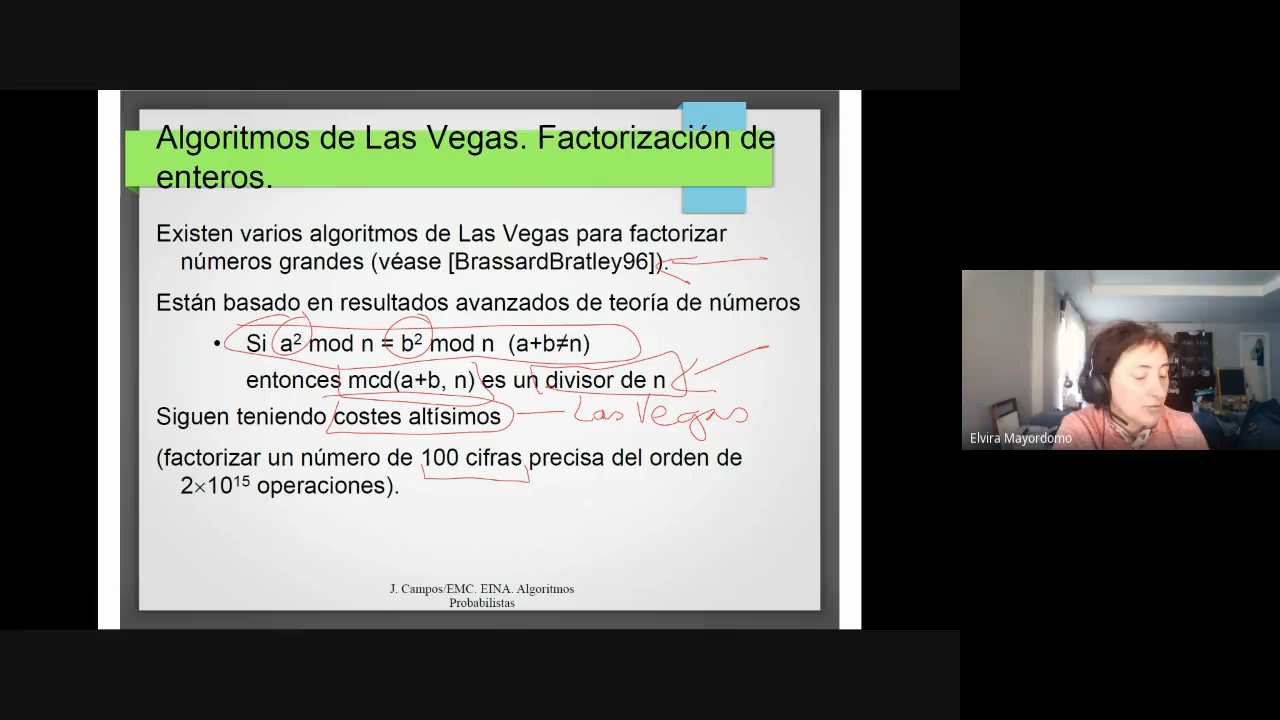 Algoritmos de Las Vegas. Factorización de
enteros.
Existen varios algoritmos de Las Vegas para factorizar
números grandes (véase [BrassardBratley96]).
Están basado en resultados avanzados de teoría de números
• Si a² mod n = b² mod n (a+b≠n)
entonces mcd(a+b, n) es un divisor de n
Siguen teniendo costes altísimos — Las Vegas
(factorizar un número de 100 cifras precisa del orden de
2×10¹⁵ operaciones).
J. Campos/EMC. EINA. Algoritmos
Probabilistas
Elvira Mayordomo